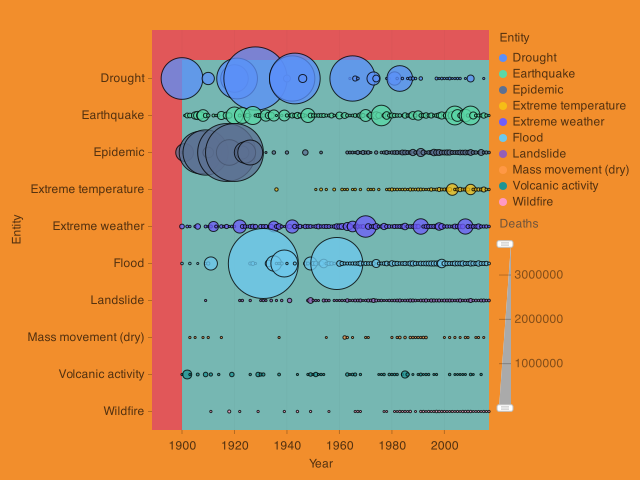 Entity
Drought
Earthquake
Epidemic
Extreme temperature
Extreme weather
Flood
Landslide
Mass movement (dry)
Volcanic activity
Wildfire
1900
1920
1940
1960
1980
2000
Year
Entity
Drought
Earthquake
Epidemic
Extreme temperature
Extreme weather
Flood
Landslide
Mass movement (dry)
Volcanic activity
Wildfire
Deaths
3000000
2000000
1000000